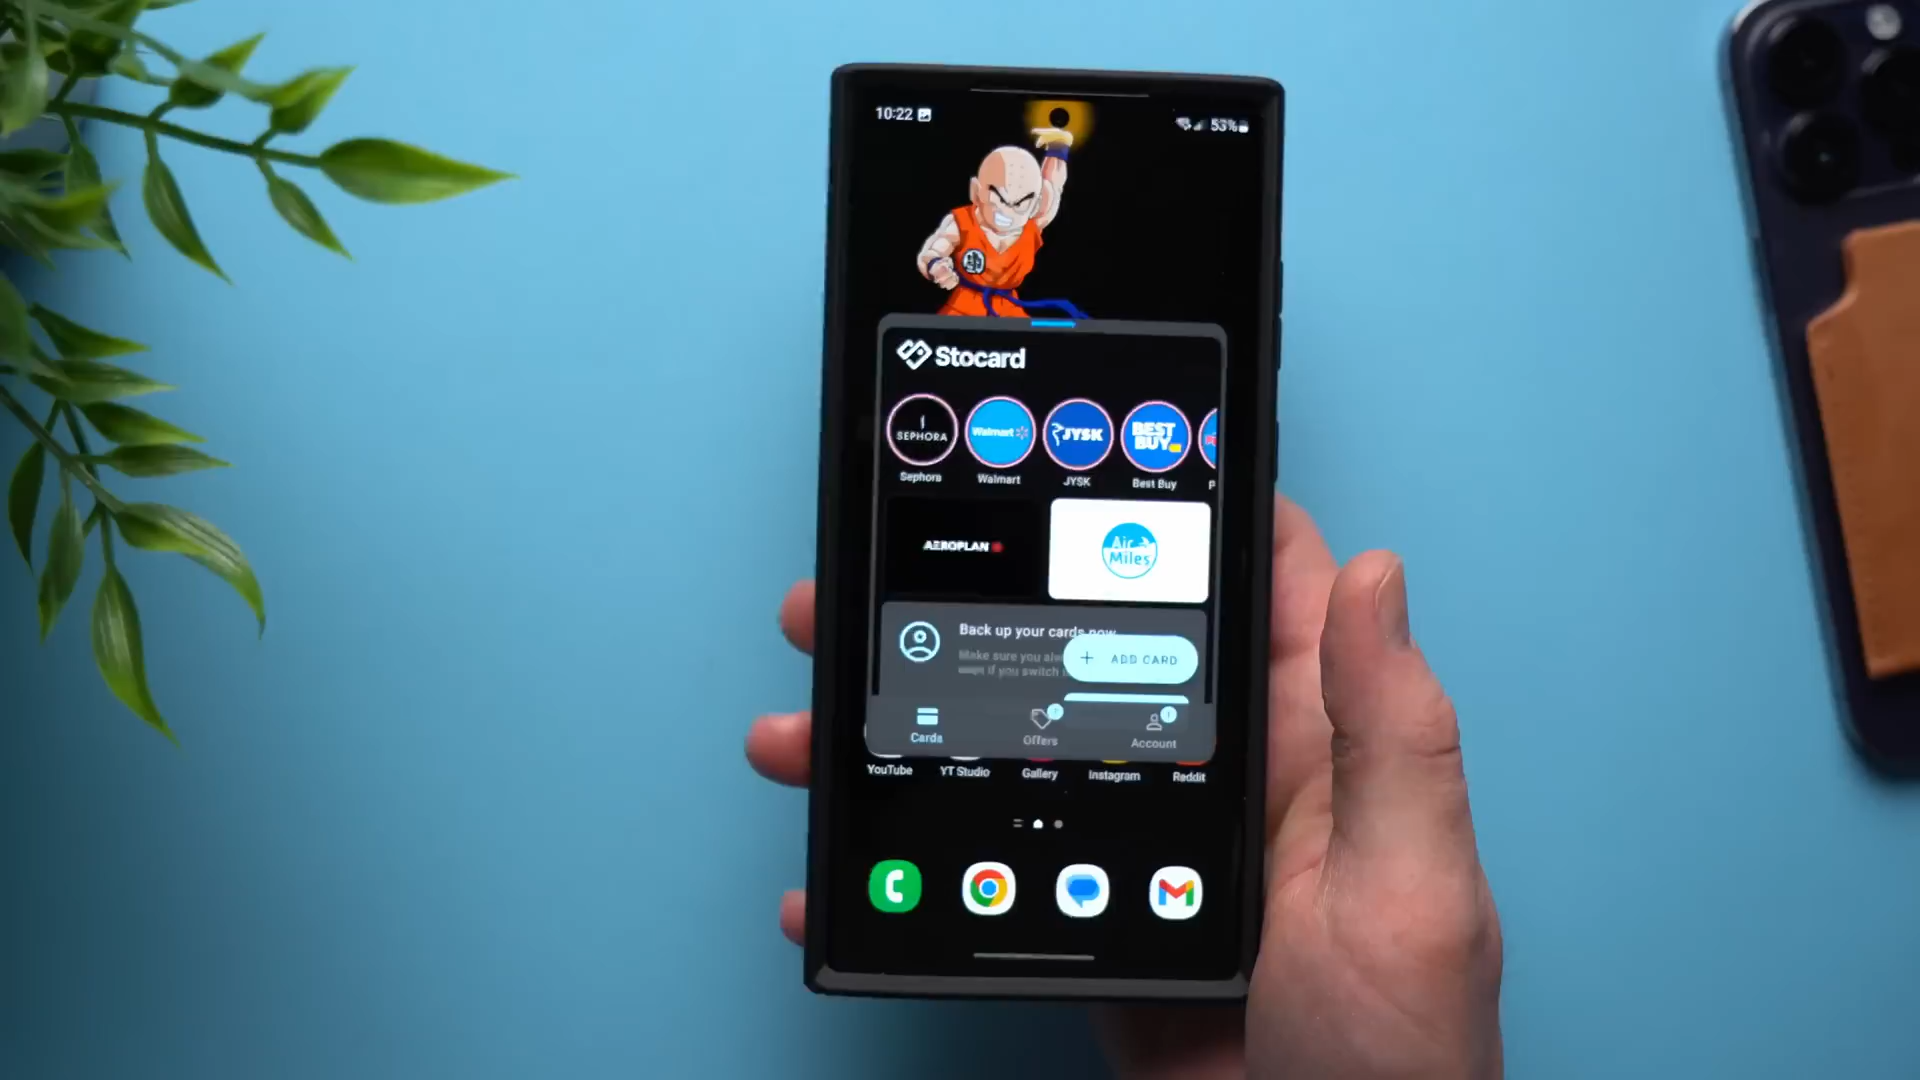 10:22
53%
Stocard
SEPHORA
Walmart
JYSK
BEST
BUY
Sephora
Walmart
JYSK
Best Buy
AEROPLAN
Air
Miles
Back up your cards now
Make sure you
if you switch
+ ADD CARD
Cards
Offers
Account
YouTube
YT Studio
Gallery
Instagram
Reddit